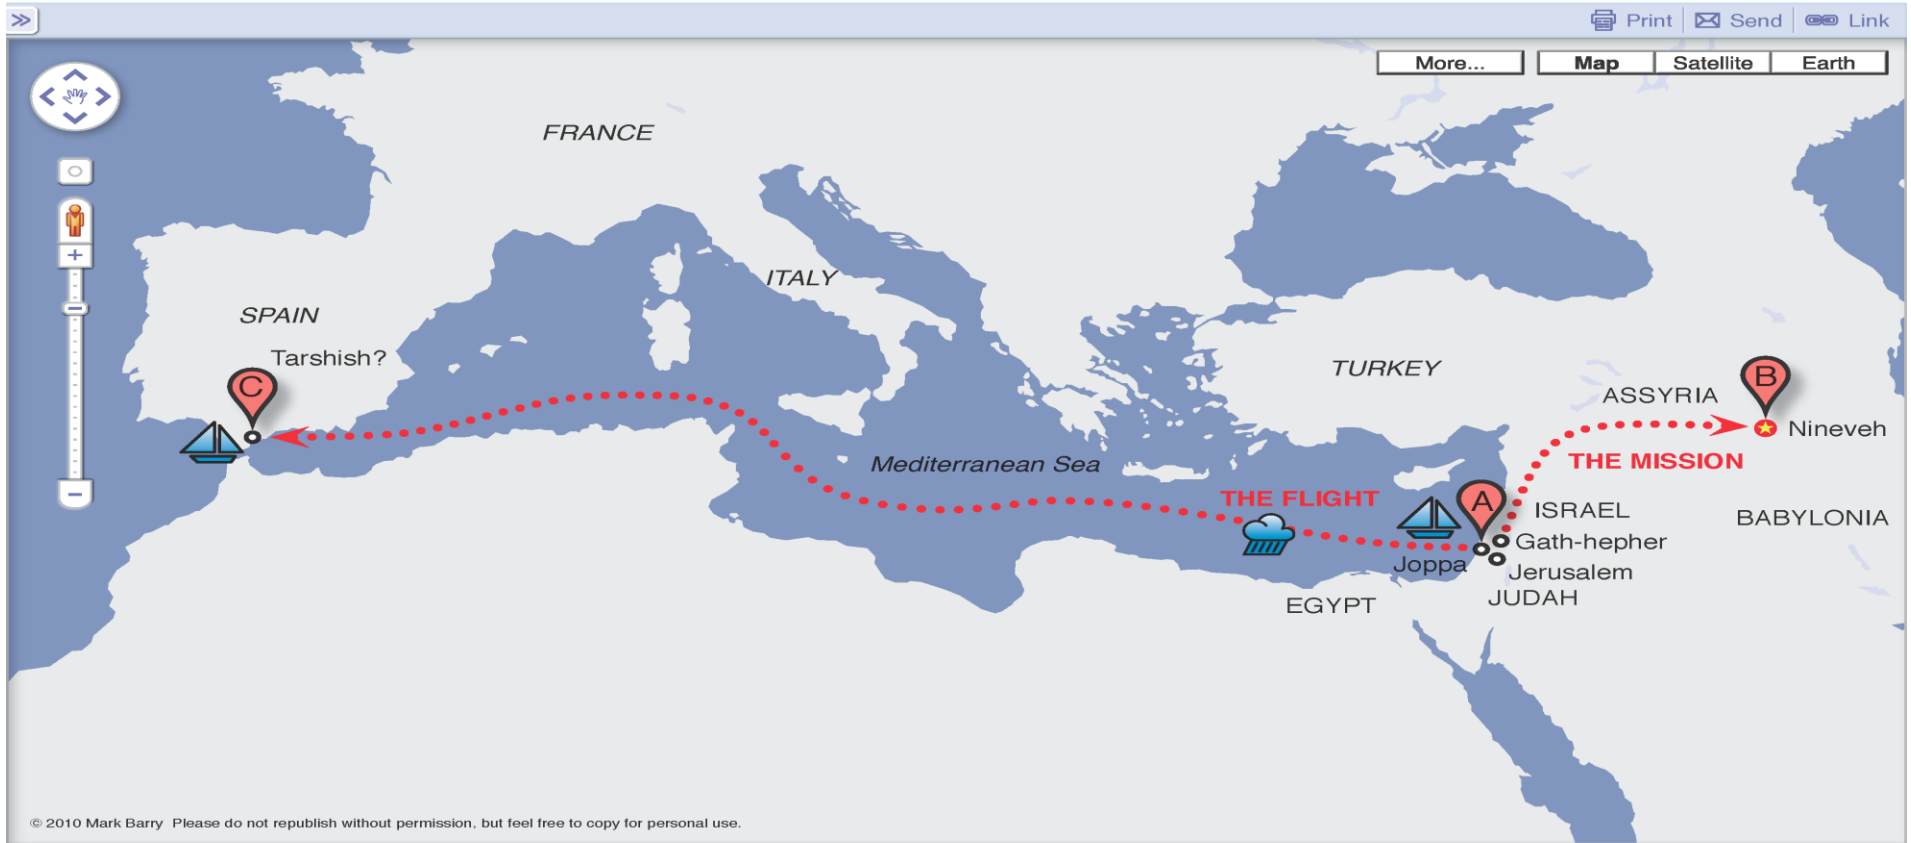 Print
Send
Link
More...
Map
Satellite
Earth
FRANCE
ITALY
SPAIN
Tarshish?
C
TURKEY
B
ASSYRIA
Nineveh
Mediterranean Sea
THE MISSION
THE FLIGHT
A
ISRAEL
BABYLONIA
Gath-hepher
Joppa
Jerusalem
JUDAH
EGYPT
© 2010 Mark Barry Please do not republish without permission, but feel free to copy for personal use.